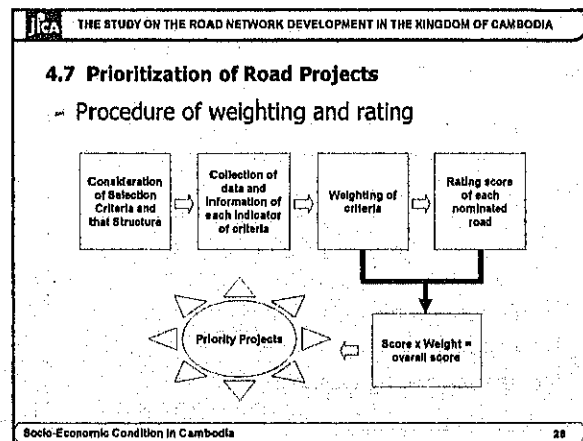 JICA THE STUDY ON THE ROAD NETWORK DEVELOPMENT IN THE KINGDOM OF CAMBODIA
4.7 Prioritization of Road Projects
- Procedure of weighting and rating
Consideration
of Selection
Criteria and
that Structure
Collection of
data and
information of
each indicator
of criteria
Weighting of
criteria
Rating score
of each
nominated
road
Priority Projects
Score x Weight =
overall score
Socio-Economic Condition in Cambodia 28